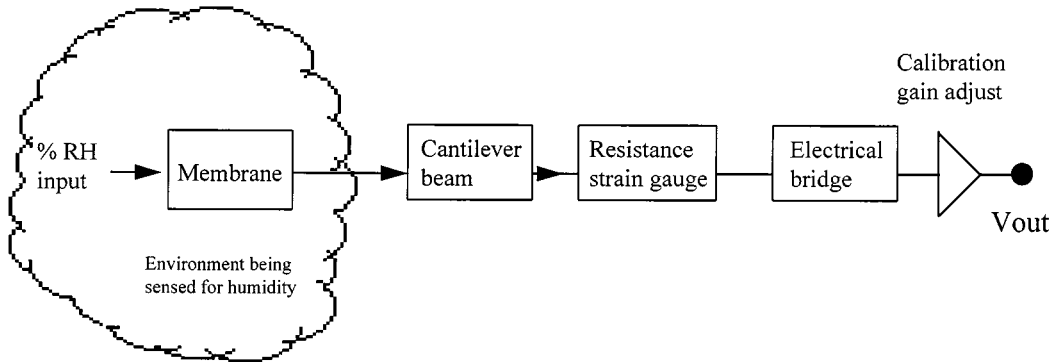 % RH
input
Membrane
Environment being
sensed for humidity
Cantilever
beam
Resistance
strain gauge
Electrical
bridge
Calibration
gain adjust
Vout